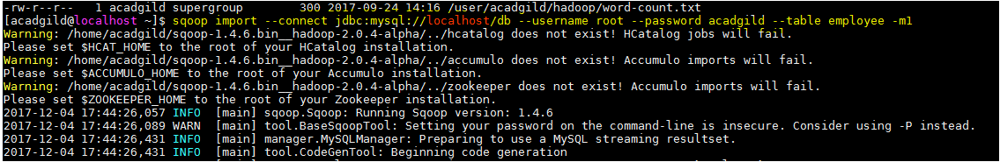 -rw-r--r-- 1 acadgild supergroup 300 2017-09-24 14:16 /user/acadgild/hadoop/word-count.txt
[acadgild@localhost ~]$ sqoop import --connect jdbc:mysql://localhost/db --username root --password acadgild --table employee -m1
Warning: /home/acadgild/sqoop-1.4.6.bin__hadoop-2.0.4-alpha/../hcatalog does not exist! HCatalog jobs will fail.
Please set $HCAT_HOME to the root of your HCatalog installation.
Warning: /home/acadgild/sqoop-1.4.6.bin__hadoop-2.0.4-alpha/../accumulo does not exist! Accumulo imports will fail.
Please set $ACCUMULO_HOME to the root of your Accumulo installation.
Warning: /home/acadgild/sqoop-1.4.6.bin__hadoop-2.0.4-alpha/../zookeeper does not exist! Accumulo imports will fail.
Please set $ZOOKEEPER_HOME to the root of your Zookeeper installation.
2017-12-04 17:44:26,057 INFO [main] sqoop.Sqoop: Running Sqoop version: 1.4.6
2017-12-04 17:44:26,089 WARN [main] tool.BaseSqoopTool: Setting your password on the command-line is insecure. Consider using -P instead.
2017-12-04 17:44:26,431 INFO [main] manager.MySQLManager: Preparing to use a MySQL streaming resultset.
2017-12-04 17:44:26,431 INFO [main] tool.CodeGenTool: Beginning code generation